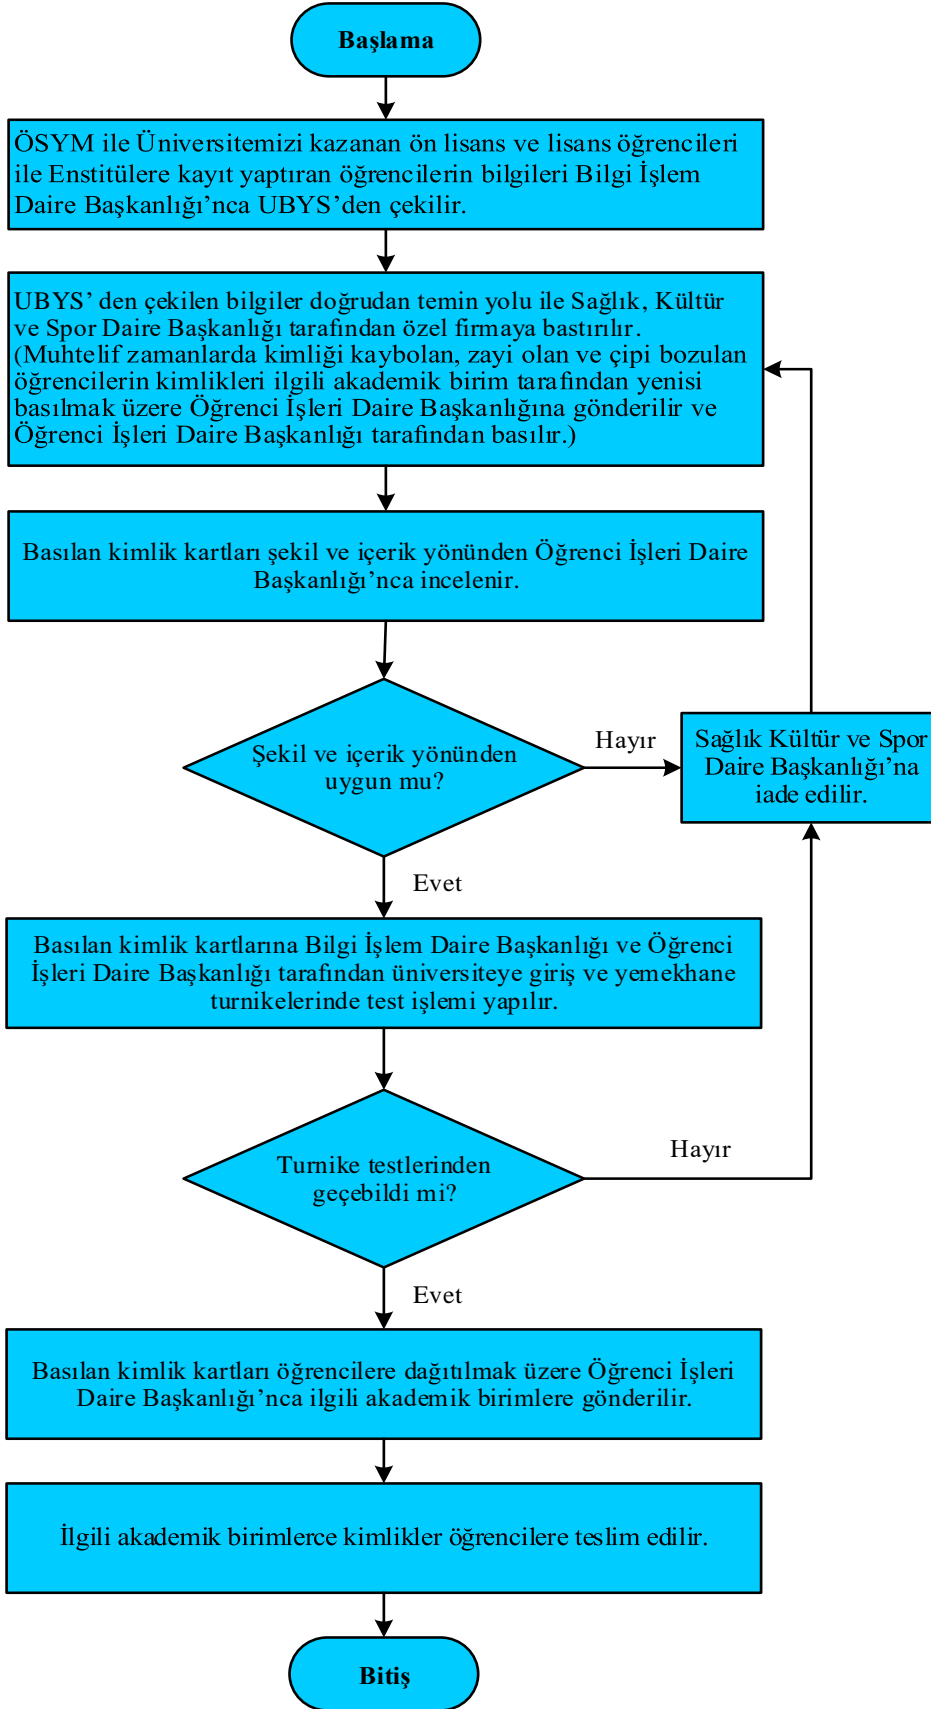 Başlama
ÖSYM ile Üniversitemizi kazanan ön lisans ve lisans öğrencileri
ile Enstitülere kayıt yaptıran öğrencilerin bilgileri Bilgi İşlem
Daire Başkanlığı’nca UBYS’den çekilir.
UBYS’ den çekilen bilgiler doğrudan temin yolu ile Sağlık, Kültür
ve Spor Daire Başkanlığı tarafından özel firmaya bastırılır.
(Muhtelif zamanlarda kimliği kaybolan, zayi olan ve çipi bozulan
öğrencilerin kimlikleri ilgili akademik birim tarafından yenisi
basılmak üzere Öğrenci İşleri Daire Başkanlığına gönderilir ve
Öğrenci İşleri Daire Başkanlığı tarafından basılır.)
Basılan kimlik kartları şekil ve içerik yönünden Öğrenci İşleri Daire
Başkanlığı’nca incelenir.
Şekil ve içerik yönünden
uygun mu?
Hayır
Sağlık Kültür ve Spor
Daire Başkanlığı’na
iade edilir.
Evet
Basılan kimlik kartlarına Bilgi İşlem Daire Başkanlığı ve Öğrenci
İşleri Daire Başkanlığı tarafından üniversiteye giriş ve yemekhane
turnikelerinde test işlemi yapılır.
Turnike testlerinden
geçebildi mi?
Hayır
Evet
Basılan kimlik kartları öğrencilere dağıtılmak üzere Öğrenci İşleri
Daire Başkanlığı’nca ilgili akademik birimlere gönderilir.
İlgili akademik birimlerce kimlikler öğrencilere teslim edilir.
Bitiş